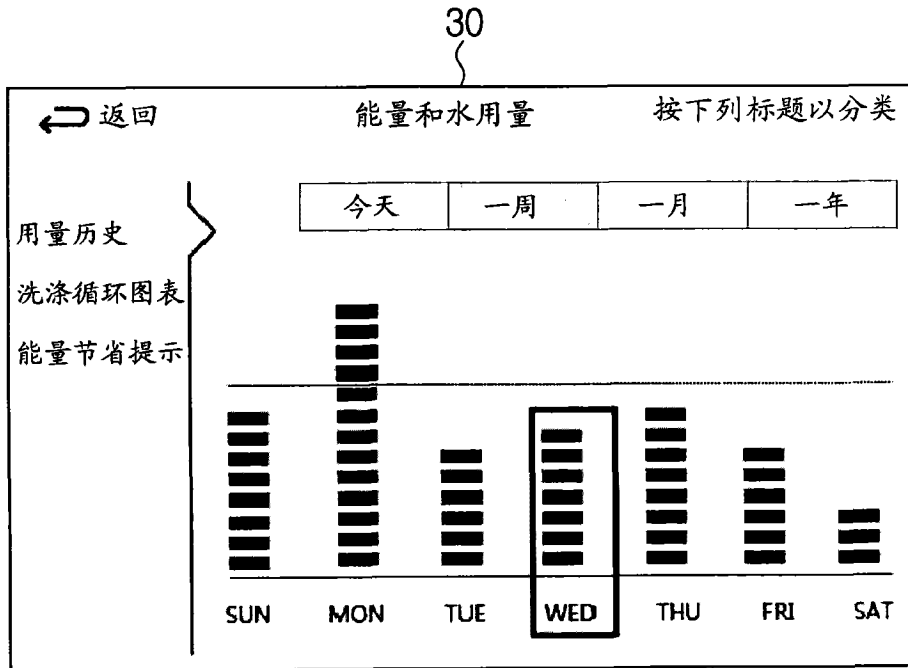 30
返回 能量和水用量 按下列标题以分类
今天 一周 一月 一年
用量历史
洗涤循环图表
能量节省提示
SUN MON TUE WED THU FRI SAT